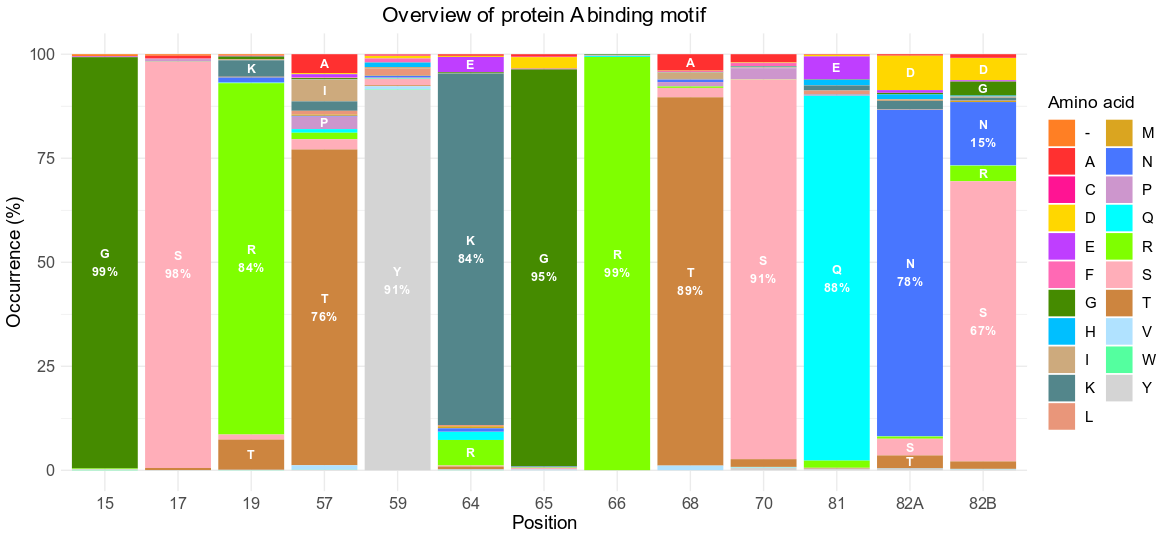 Overview of protein A binding motif
Occurrence (%)
100
75
50
25
0
G
99%
S
98%
K
R
84%
T
A
I
P
T
76%
Y
91%
E
K
84%
R
G
95%
R
99%
A
T
89%
S
91%
E
Q
88%
D
N
78%
S
T
D
G
N
15%
R
S
67%
15 17 19 57 59 64 65 66 68 70 81 82A 82B
Position
Amino acid
- M
A N
C P
D Q
E R
F S
G T
H V
I W
K Y
L